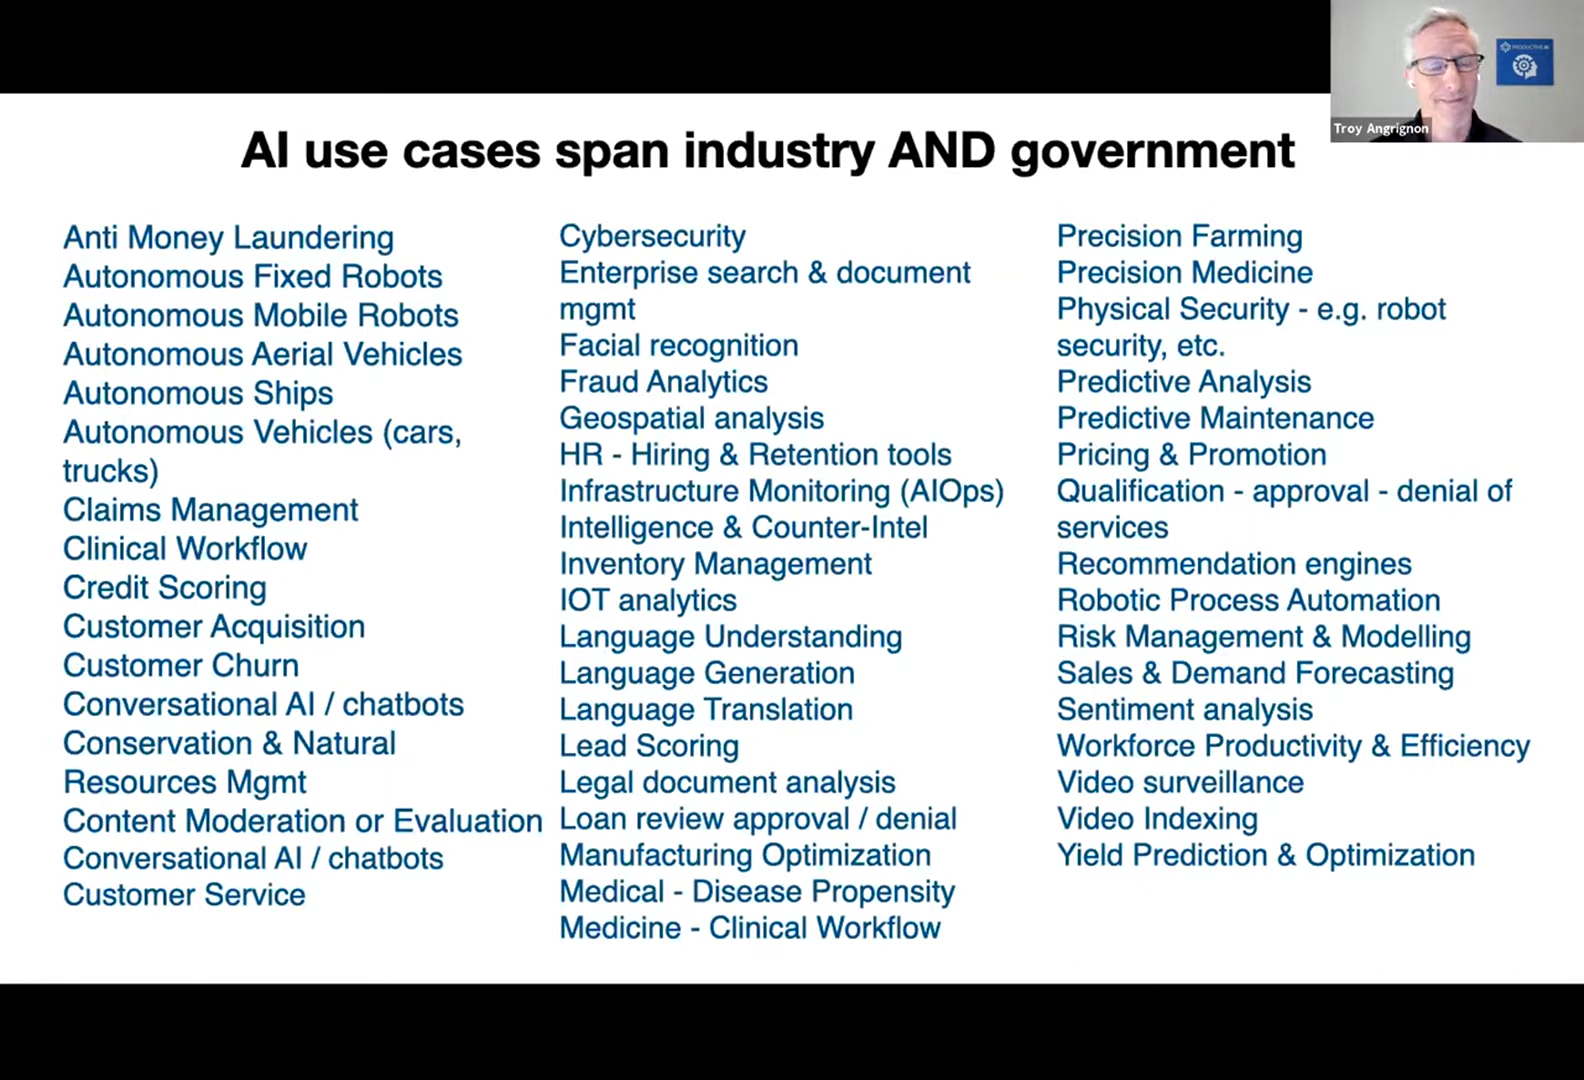 PRODUCTIVE AI
Troy Angrignon
AI use cases span industry AND government
Anti Money Laundering
Autonomous Fixed Robots
Autonomous Mobile Robots
Autonomous Aerial Vehicles
Autonomous Ships
Autonomous Vehicles (cars,
trucks)
Claims Management
Clinical Workflow
Credit Scoring
Customer Acquisition
Customer Churn
Conversational AI / chatbots
Conservation & Natural
Resources Mgmt
Content Moderation or Evaluation
Conversational AI / chatbots
Customer Service
Cybersecurity
Enterprise search & document
mgmt
Facial recognition
Fraud Analytics
Geospatial analysis
HR - Hiring & Retention tools
Infrastructure Monitoring (AIOps)
Intelligence & Counter-Intel
Inventory Management
IOT analytics
Language Understanding
Language Generation
Language Translation
Lead Scoring
Legal document analysis
Loan review approval / denial
Manufacturing Optimization
Medical - Disease Propensity
Medicine - Clinical Workflow
Precision Farming
Precision Medicine
Physical Security - e.g. robot
security, etc.
Predictive Analysis
Predictive Maintenance
Pricing & Promotion
Qualification - approval - denial of
services
Recommendation engines
Robotic Process Automation
Risk Management & Modelling
Sales & Demand Forecasting
Sentiment analysis
Workforce Productivity & Efficiency
Video surveillance
Video Indexing
Yield Prediction & Optimization